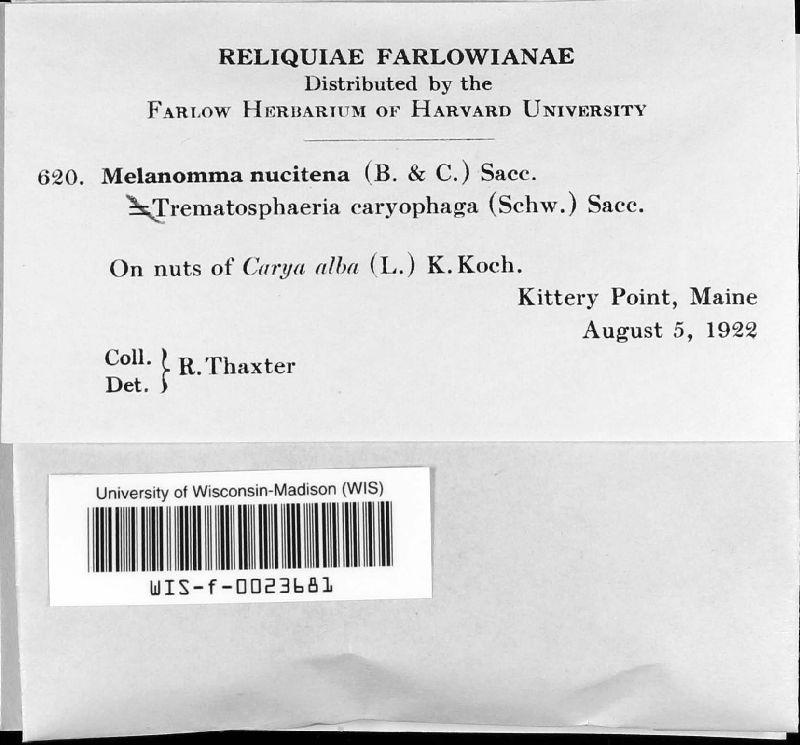 RELIQUIAE FARLOWIANAE
Distributed by the
FARLOW HERBARIUM OF HARVARD UNIVERSITY
620. Melanomma nucitena (B. & C.) Sacc.
=Trematosphaeria caryophaga (Schw.) Sacc.
On nuts of Carya alba (L.) K. Koch.
Kittery Point, Maine
August 5, 1922
Coll. } R. Thaxter
Det.
University of Wisconsin-Madison (WIS)
WIS-f-0023681